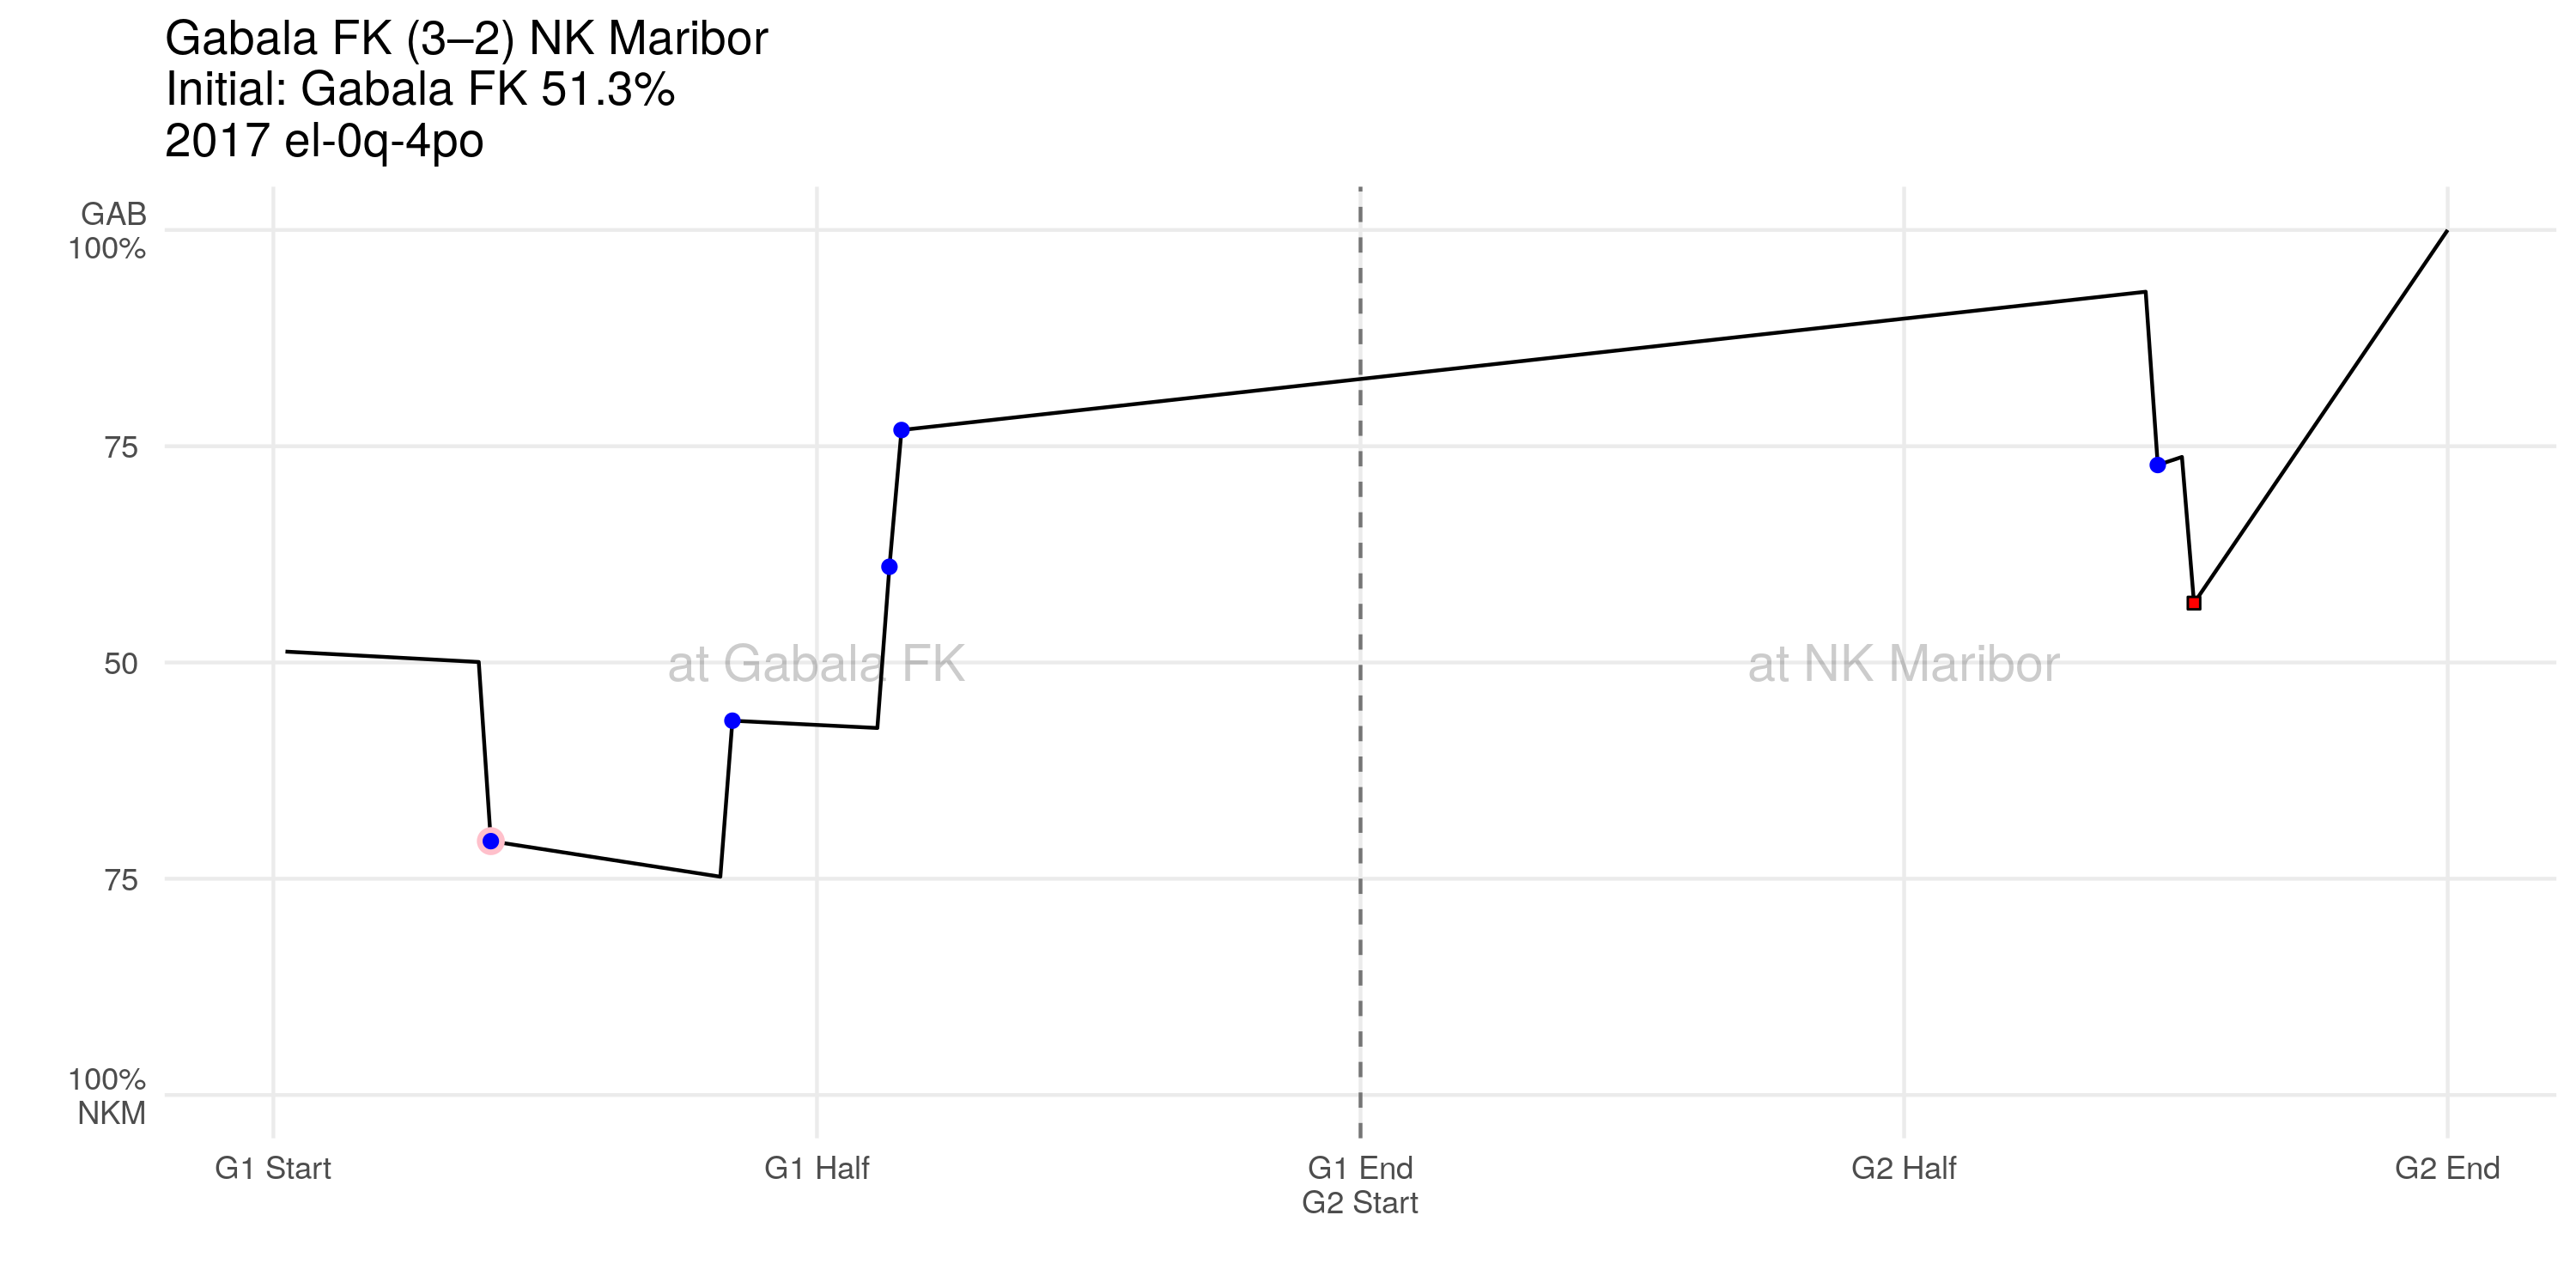 Gabala FK (3–2) NK Maribor
Initial: Gabala FK 51.3%
2017 el-0q-4po
GAB
100%
75
50
75
100%
NKM
at Gabala FK
at NK Maribor
G1 Start
G1 Half
G1 End
G2 Start
G2 Half
G2 End